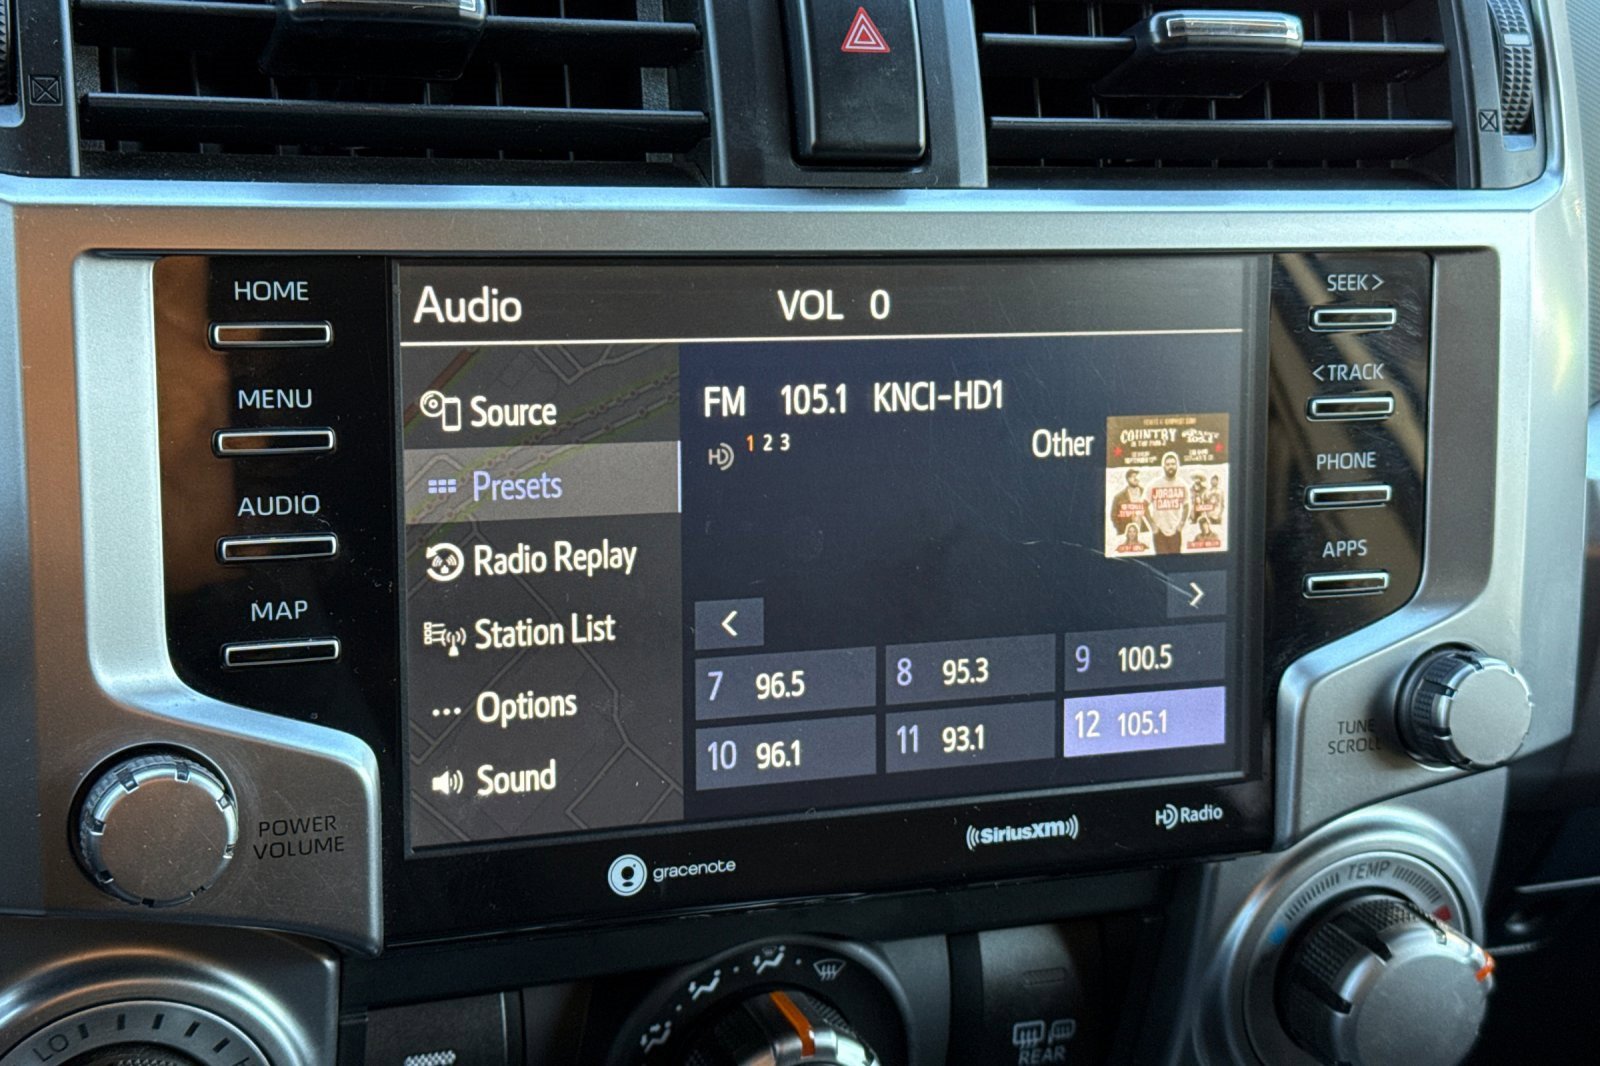 HOME
MENU
AUDIO
MAP
POWER
VOLUME
Audio VOL 0
Source
Presets
Radio Replay
Station List
Options
Sound
FM 105.1 KNCI-HD1
HD 1 2 3
Other
COUNTRY
JORDAN
DAVIS
<
>
7 96.5
8 95.3
9 100.5
10 96.1
11 93.1
12 105.1
gracenote
((SiriusXM))
HD Radio
SEEK >
< TRACK
PHONE
APPS
TUNE
SCROLL
TEMP
LO
REAR